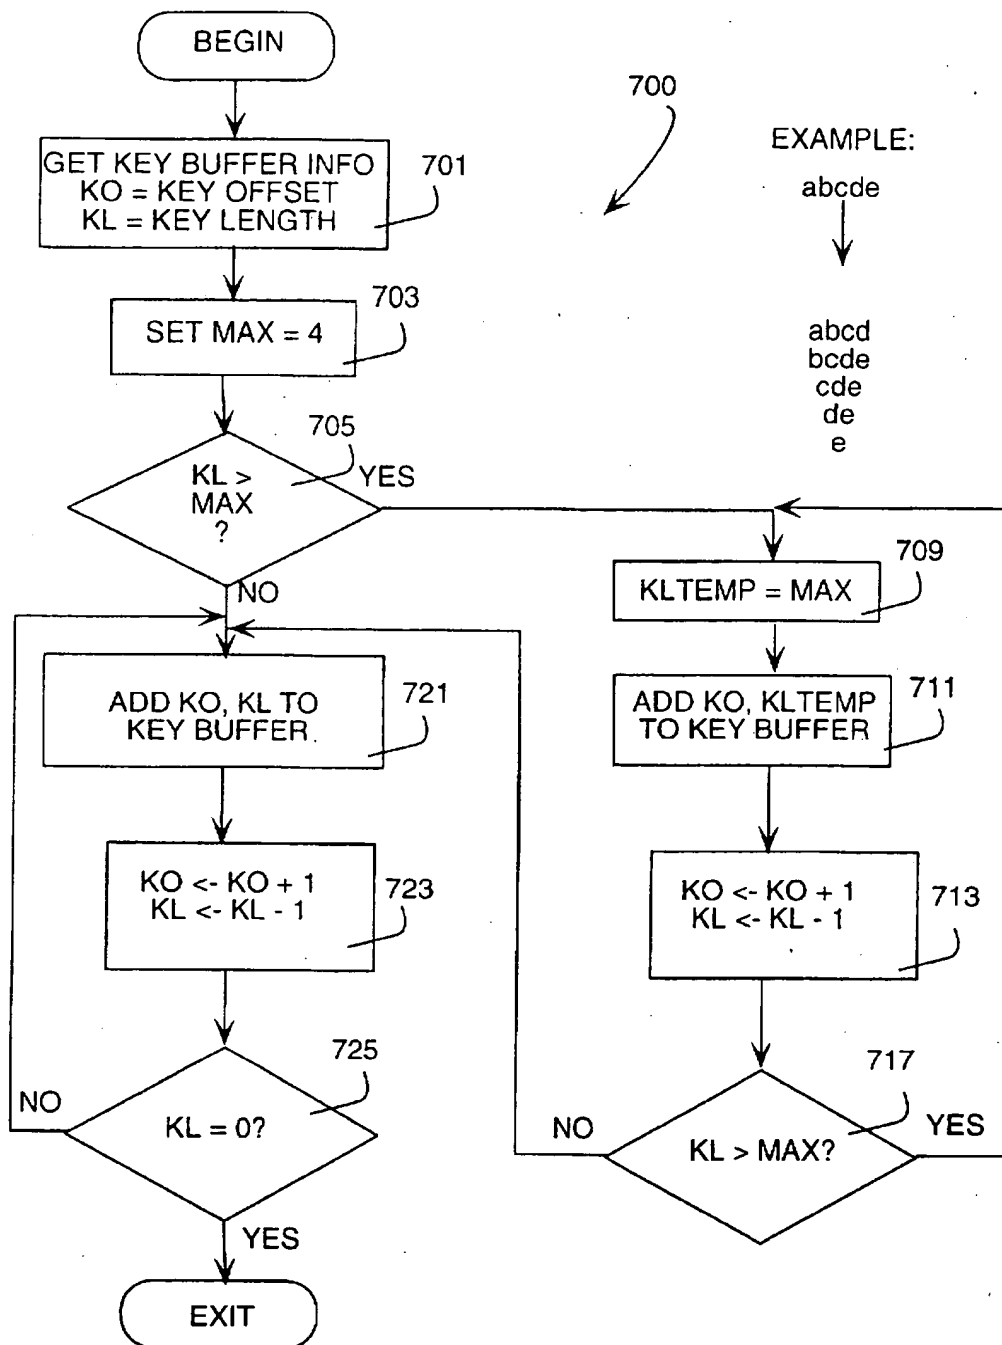 BEGIN
700
EXAMPLE:
abcde
GET KEY BUFFER INFO
KO = KEY OFFSET
KL = KEY LENGTH
701
SET MAX = 4
703
abcd
bcde
cde
de
e
KL >
MAX
?
705
YES
NO
KLTEMP = MAX
709
ADD KO, KL TO
KEY BUFFER
721
ADD KO, KLTEMP
TO KEY BUFFER
711
KO <- KO + 1
KL <- KL - 1
723
KO <- KO + 1
KL <- KL - 1
713
KL = 0?
725
NO
YES
KL > MAX?
717
NO
YES
EXIT